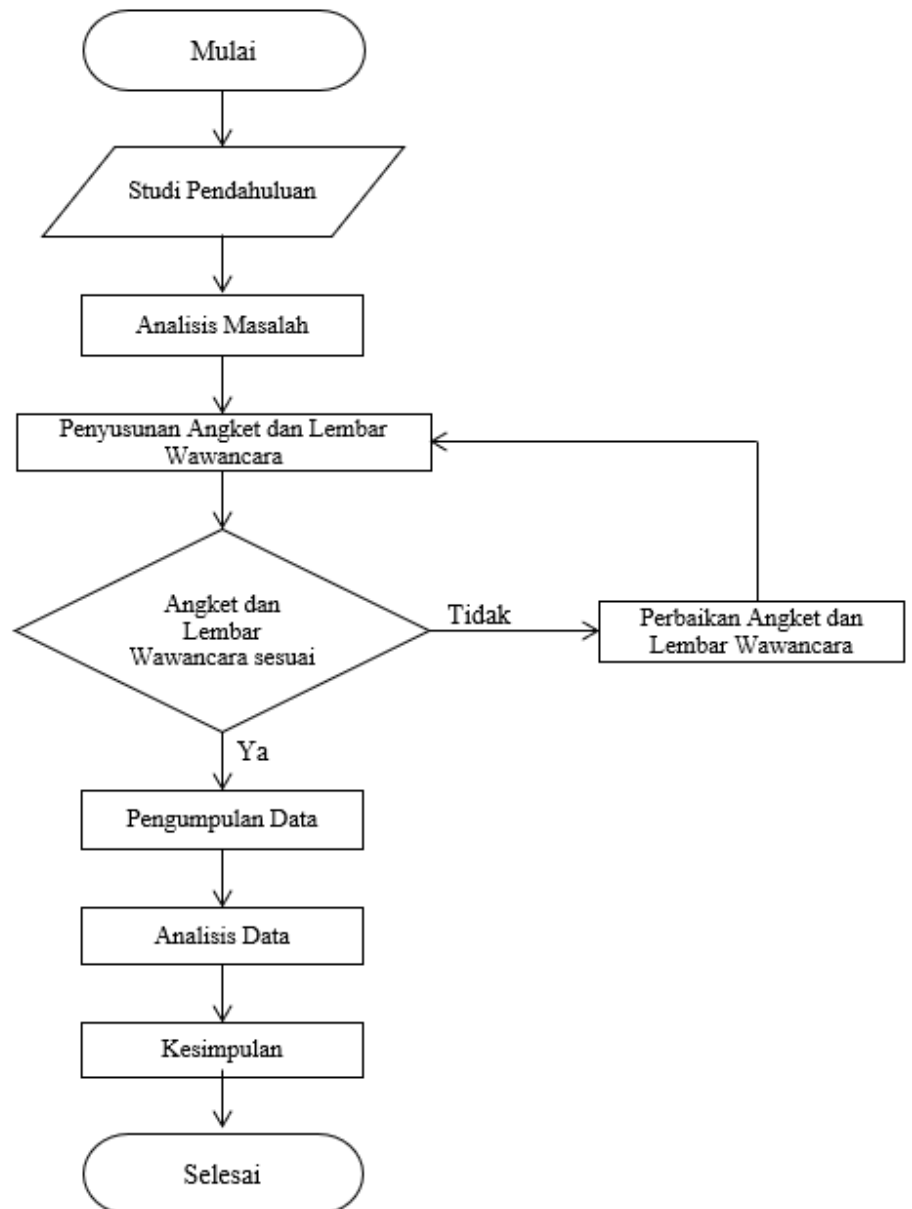 Mulai
Studi Pendahuluan
Analisis Masalah
Penyusunan Angket dan Lembar
Wawancara
Angket dan
Lembar
Wawancara sesuai
Tidak
Perbaikan Angket dan
Lembar Wawancara
Ya
Pengumpulan Data
Analisis Data
Kesimpulan
Selesai